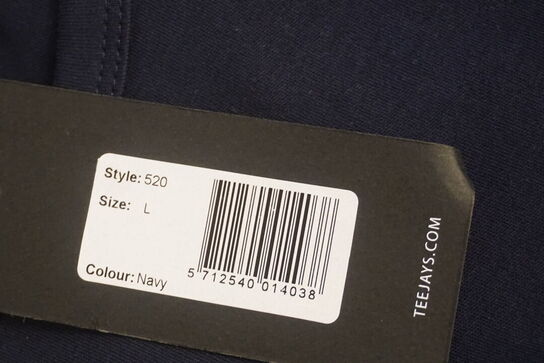 Style: 520
Size: L
Colour: Navy
5 712540 014038
TEEJAYS.COM